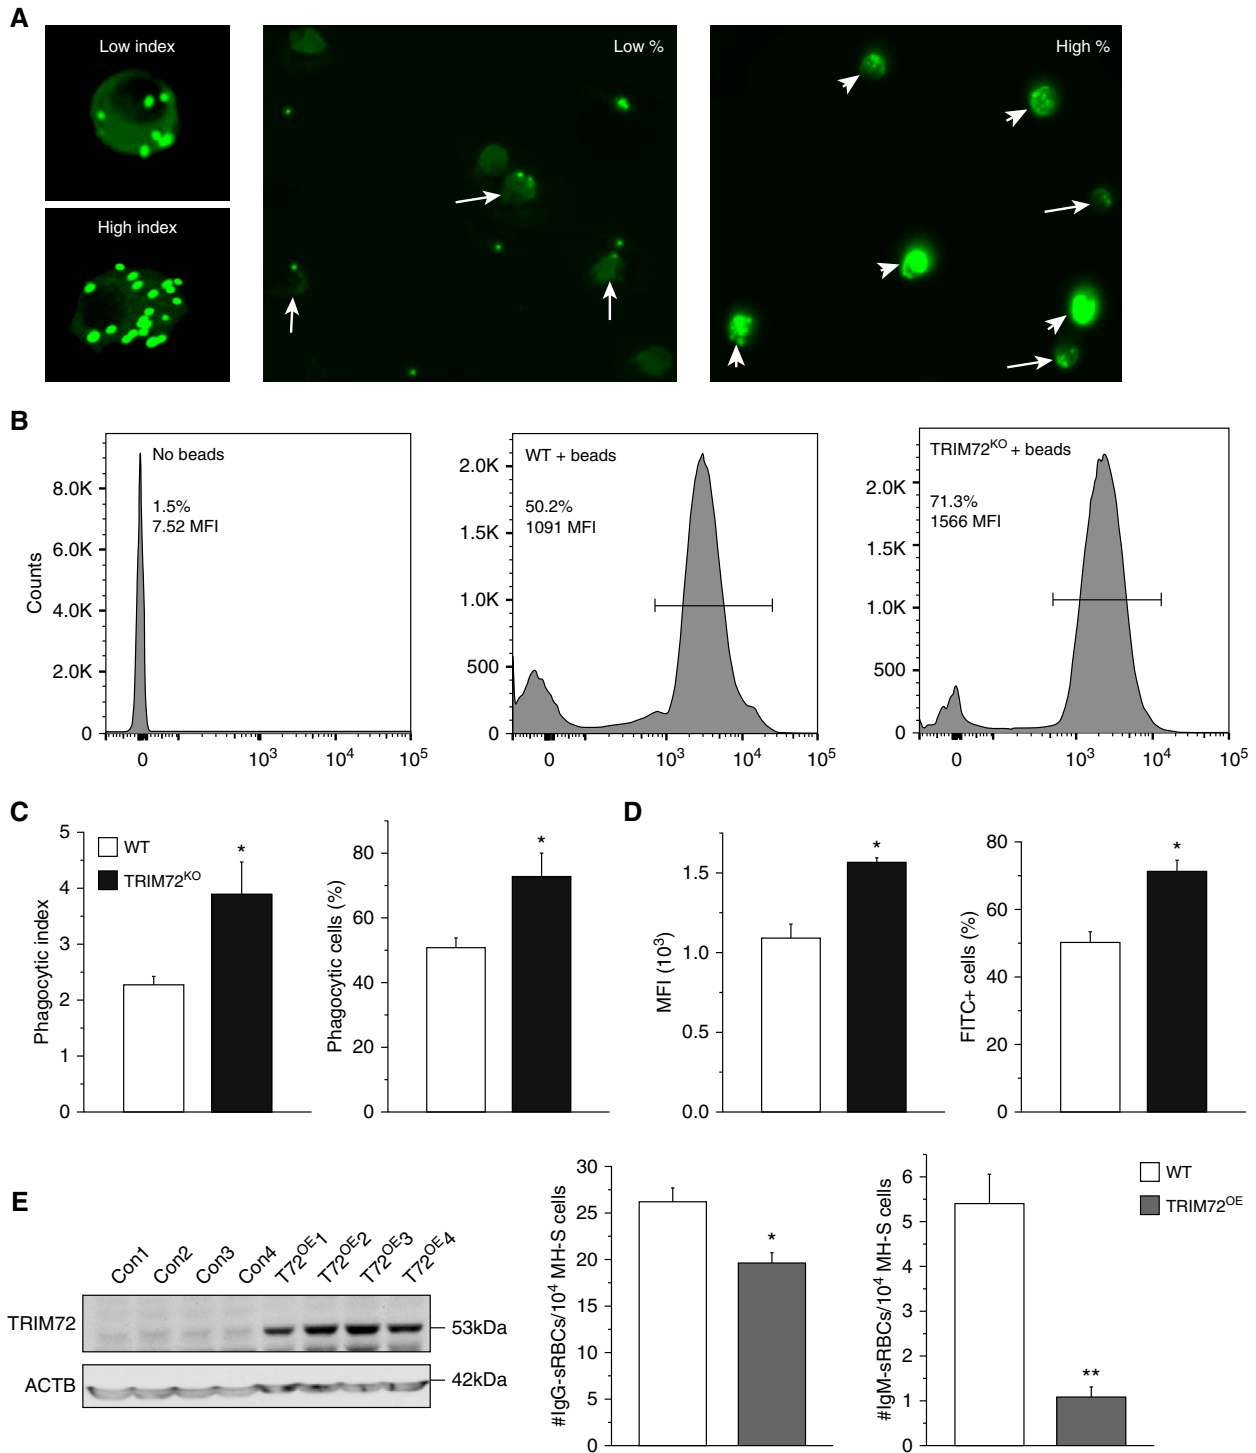 A
Low index
Low %
High %
High index
B
No beads
1.5%
7.52 MFI
Counts
8.0K
6.0K
4.0K
2.0K
0
0
10³
10⁴
10⁵
WT + beads
50.2%
1091 MFI
2.0K
1.5K
1.0K
500
0
0
10³
10⁴
10⁵
TRIM72ᴷᴼ + beads
71.3%
1566 MFI
2.0K
1.5K
1.0K
500
0
0
10³
10⁴
10⁵
C
WT
TRIM72ᴷᴼ
Phagocytic index
5
4
3
2
1
0
*
Phagocytic cells (%)
80
60
40
20
0
*
D
MFI (10³)
1.5
1.0
0.5
0.0
*
FITC+ cells (%)
80
60
40
20
0
*
E
Con1
Con2
Con3
Con4
T72ᴼᴱ1
T72ᴼᴱ2
T72ᴼᴱ3
T72ᴼᴱ4
TRIM72
53kDa
ACTB
42kDa
#IgG-sRBCs/10⁴ MH-S cells
30
25
20
15
10
5
0
*
#IgM-sRBCs/10⁴ MH-S cells
6
5
4
3
2
1
0
**
WT
TRIM72ᴼᴱ